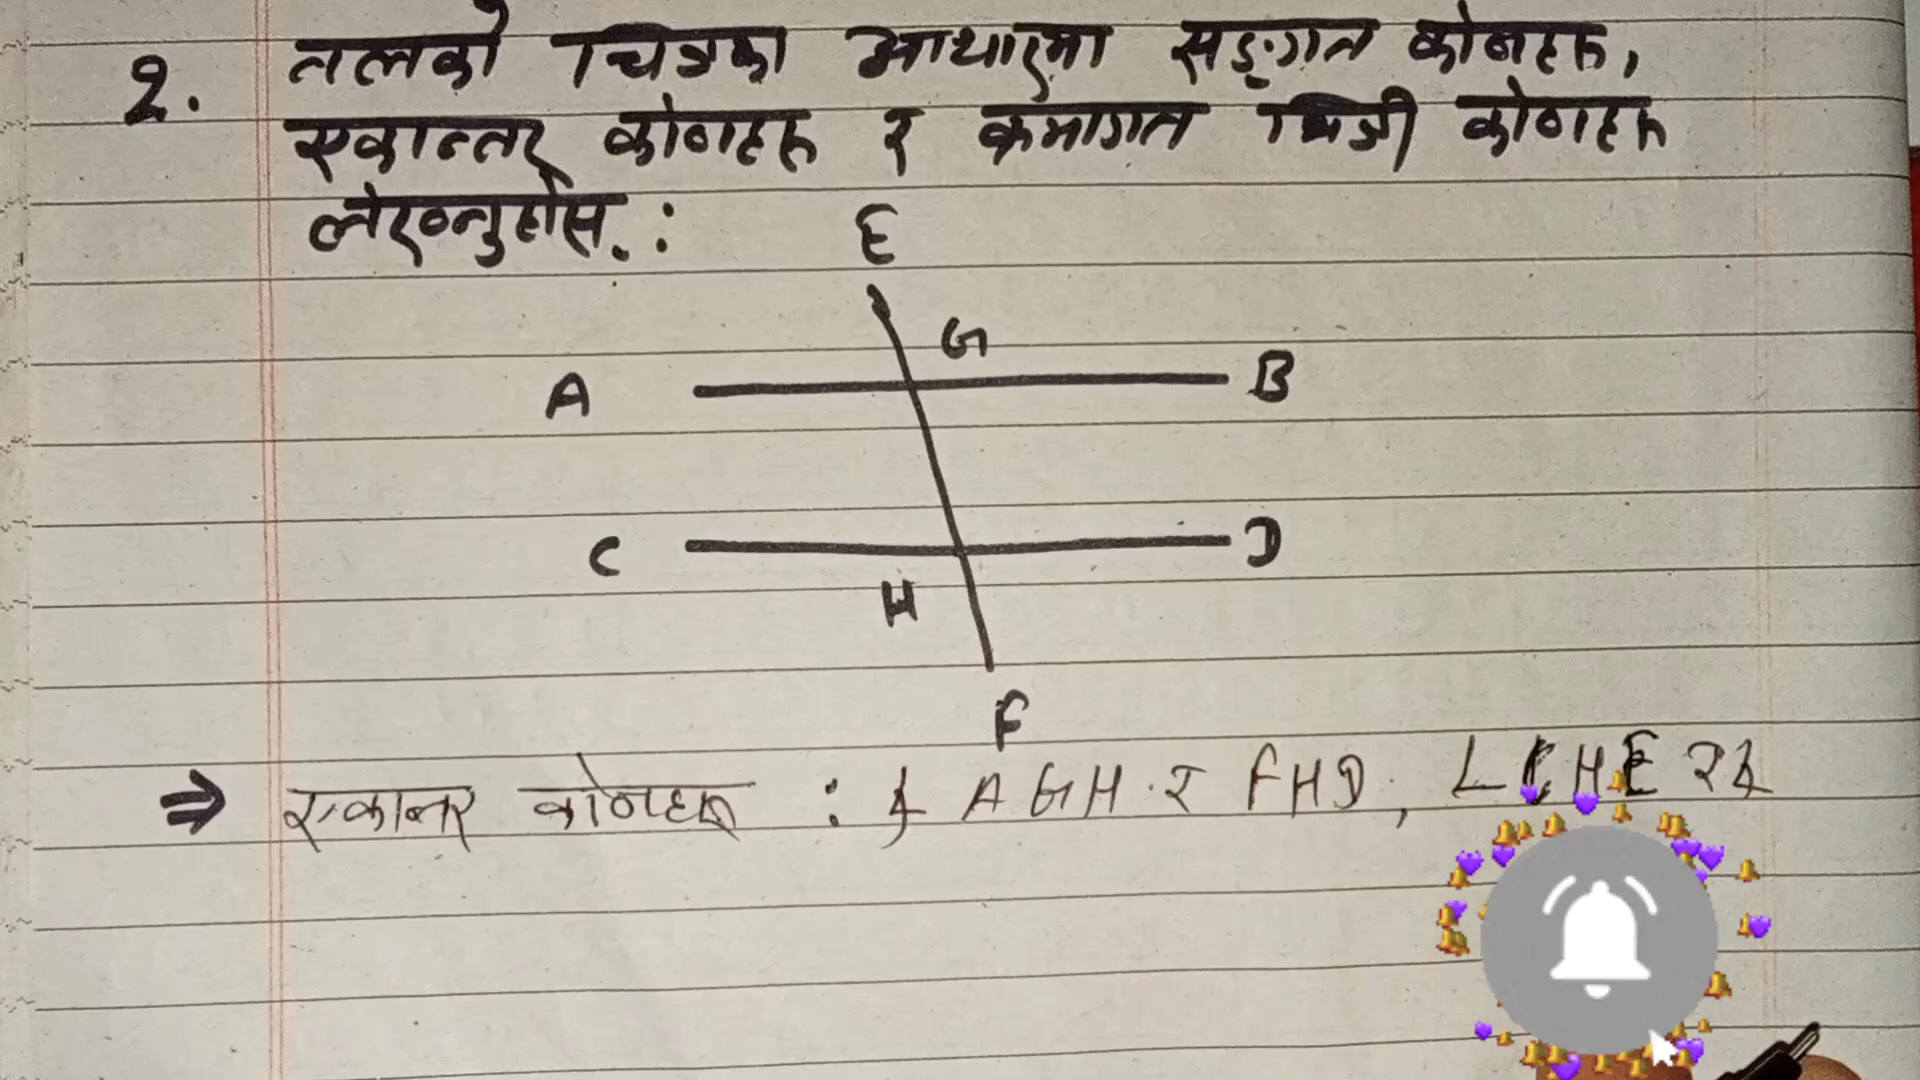 2. तलको चित्रका आधारमा सङ्गत कोणहरू,
एकान्तर कोणहरू र क्रमागत भित्री कोणहरू
लेख्नुहोस् :
E
G
A B
C D
H
F
⇒ एकान्तर कोणहरू : ∠ AGH र FHD, ∠CHE र ∠